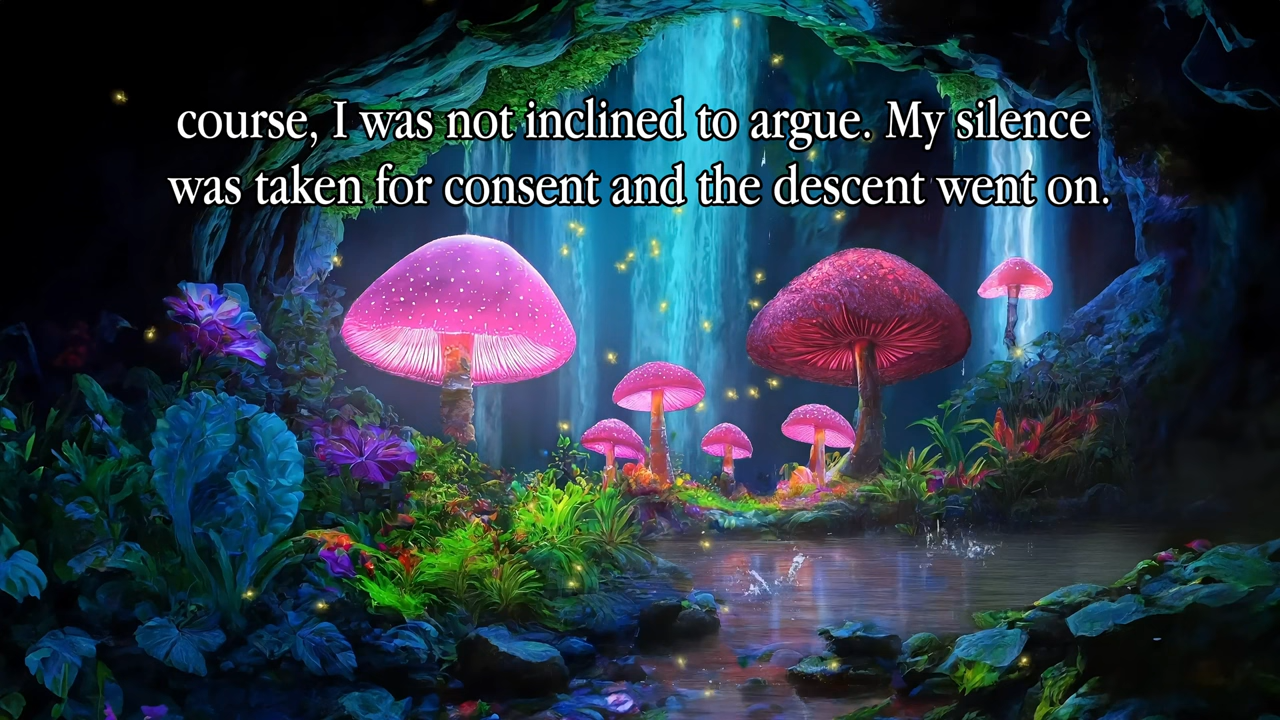 course, I was not inclined to argue. My silence
was taken for consent and the descent went on.